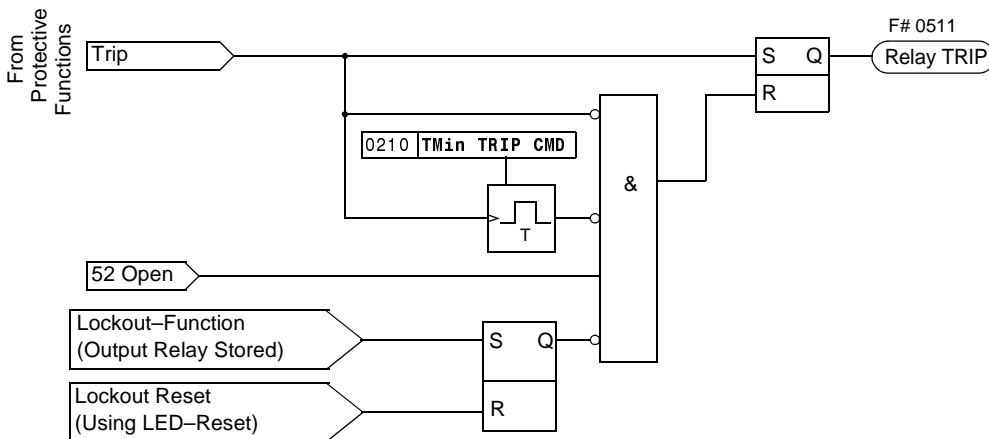 From
Protective
Functions
Trip
F# 0511
S Q
Relay TRIP
R
0210 TMin TRIP CMD
&
T
52 Open
Lockout–Function
(Output Relay Stored)
S Q
Lockout Reset
(Using LED–Reset)
R